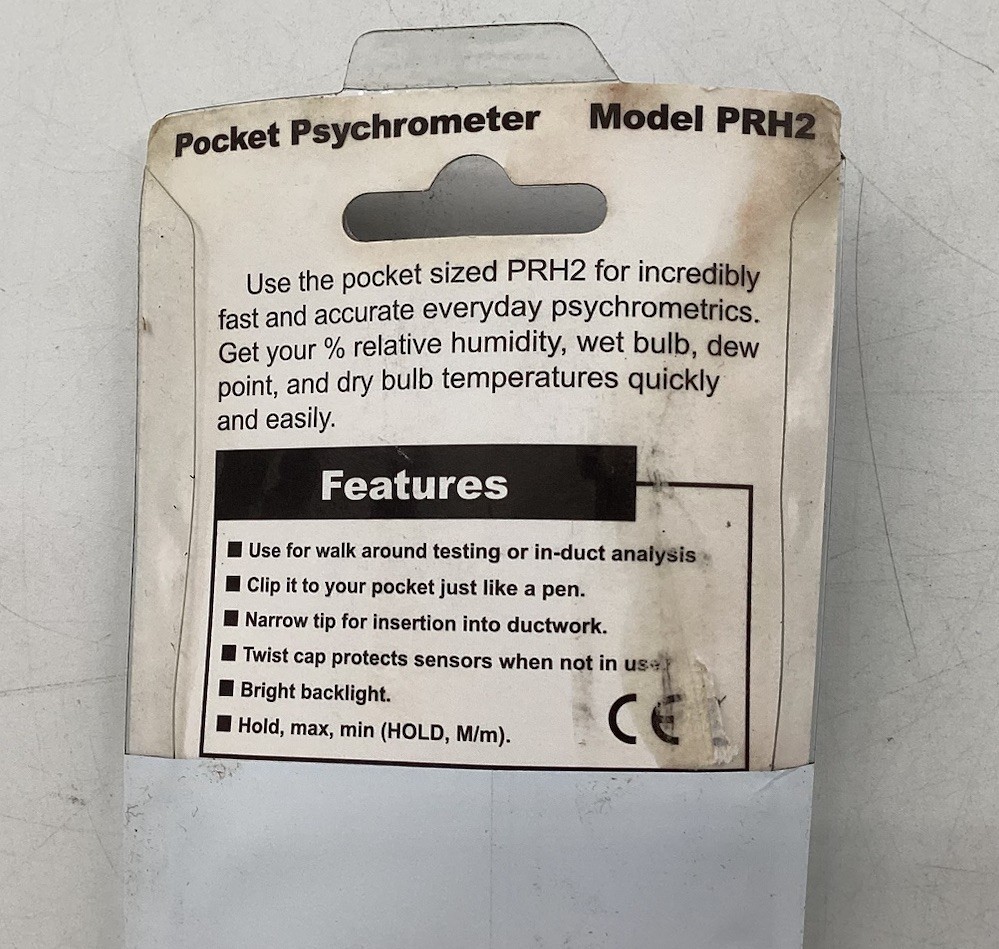 Pocket Psychrometer Model PRH2
Use the pocket sized PRH2 for incredibly
fast and accurate everyday psychrometrics.
Get your % relative humidity, wet bulb, dew
point, and dry bulb temperatures quickly
and easily.
Features
■ Use for walk around testing or in-duct analysis
■ Clip it to your pocket just like a pen.
■ Narrow tip for insertion into ductwork.
■ Twist cap protects sensors when not in use
■ Bright backlight.
■ Hold, max, min (HOLD, M/m).
CE